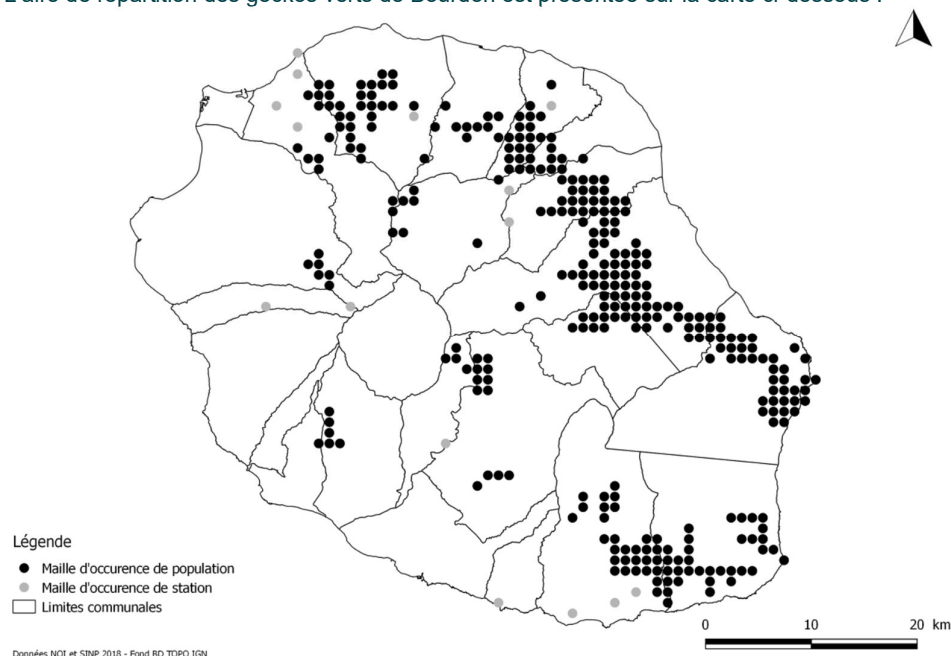 L'aire de répartition des geckos verts de Bourbon est présentée sur la carte ci-dessous :
Légende
Maille d'occurence de population
Maille d'occurence de station
Limites communales
0 10 20 km
Données NOI et SINP 2018 - Fond BD TOPO IGN